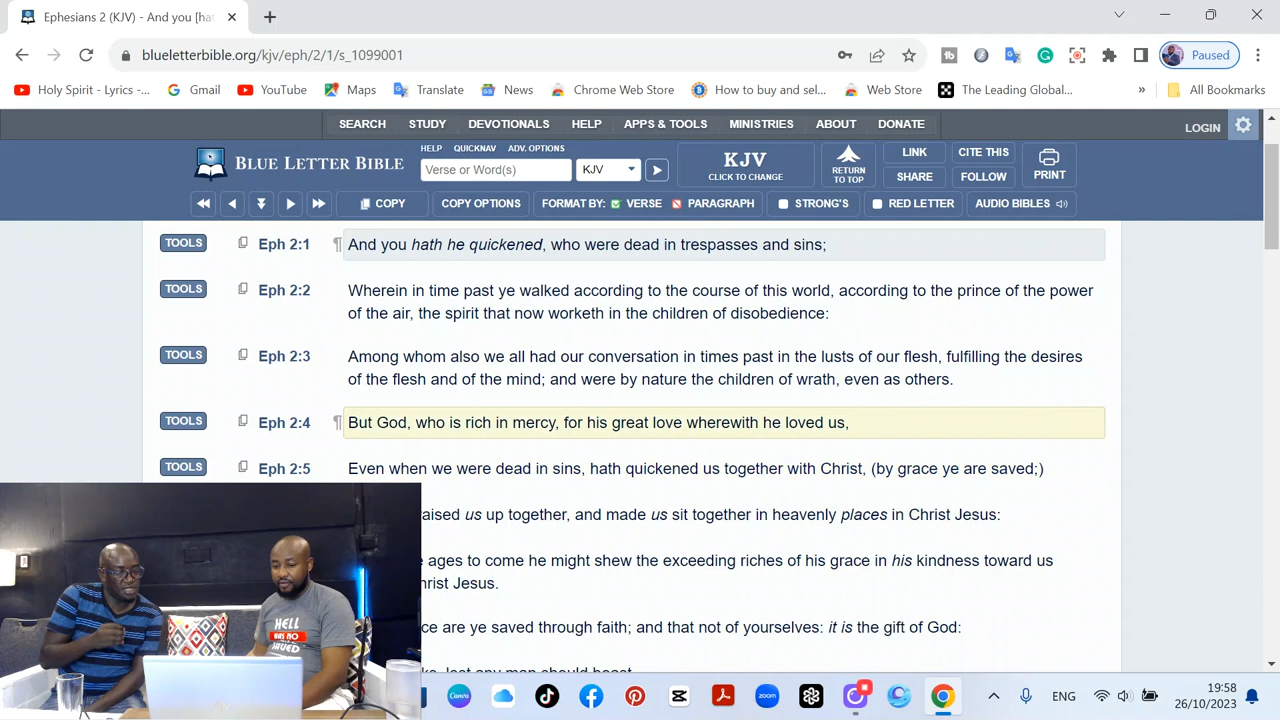 Ephesians 2 (KJV) - And you [hat
blueletterbible.org/kjv/eph/2/1/s_1099001
Paused
Holy Spirit - Lyrics -... Gmail YouTube Maps Translate News Chrome Web Store How to buy and sel... Web Store The Leading Global... » All Bookmarks
SEARCH STUDY DEVOTIONALS HELP APPS & TOOLS MINISTRIES ABOUT DONATE LOGIN
BLUE LETTER BIBLE
HELP QUICKNAV ADV. OPTIONS
Verse or Word(s) KJV
KJV
CLICK TO CHANGE
RETURN
TO TOP
LINK CITE THIS
SHARE FOLLOW
PRINT
COPY COPY OPTIONS FORMAT BY: VERSE PARAGRAPH STRONG'S RED LETTER AUDIO BIBLES
TOOLS Eph 2:1 ¶ And you hath he quickened, who were dead in trespasses and sins;
TOOLS Eph 2:2 Wherein in time past ye walked according to the course of this world, according to the prince of the power
of the air, the spirit that now worketh in the children of disobedience:
TOOLS Eph 2:3 Among whom also we all had our conversation in times past in the lusts of our flesh, fulfilling the desires
of the flesh and of the mind; and were by nature the children of wrath, even as others.
TOOLS Eph 2:4 ¶ But God, who is rich in mercy, for his great love wherewith he loved us,
TOOLS Eph 2:5 Even when we were dead in sins, hath quickened us together with Christ, (by grace ye are saved;)
aised us up together, and made us sit together in heavenly places in Christ Jesus:
ages to come he might shew the exceeding riches of his grace in his kindness toward us
hrist Jesus.
ce are ye saved through faith; and that not of yourselves: it is the gift of God:
lest any man should boast
HELL
HAS NO
Canva
zoom
ENG
19:58
26/10/2023